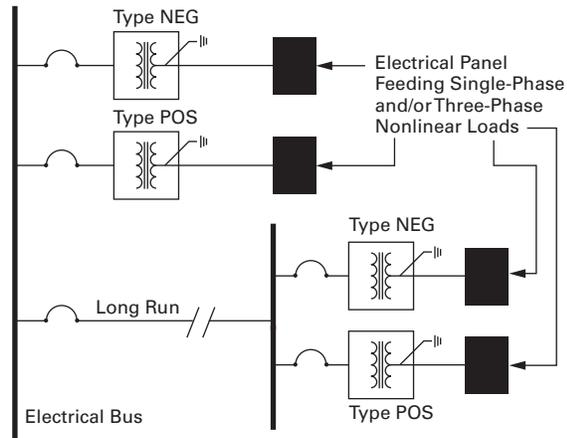 Type NEG
Electrical Panel
Feeding Single-Phase
and/or Three-Phase
Nonlinear Loads
Type POS
Type NEG
Long Run
Type POS
Electrical Bus